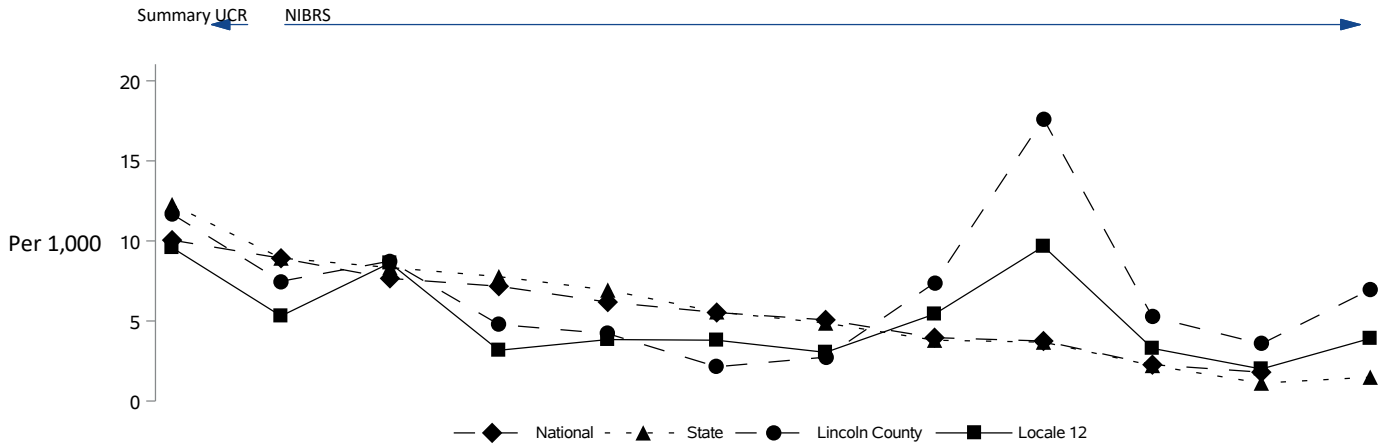 Summary UCR NIBRS
20
15
Per 1,000 10
5
0
National State Lincoln County Locale 12